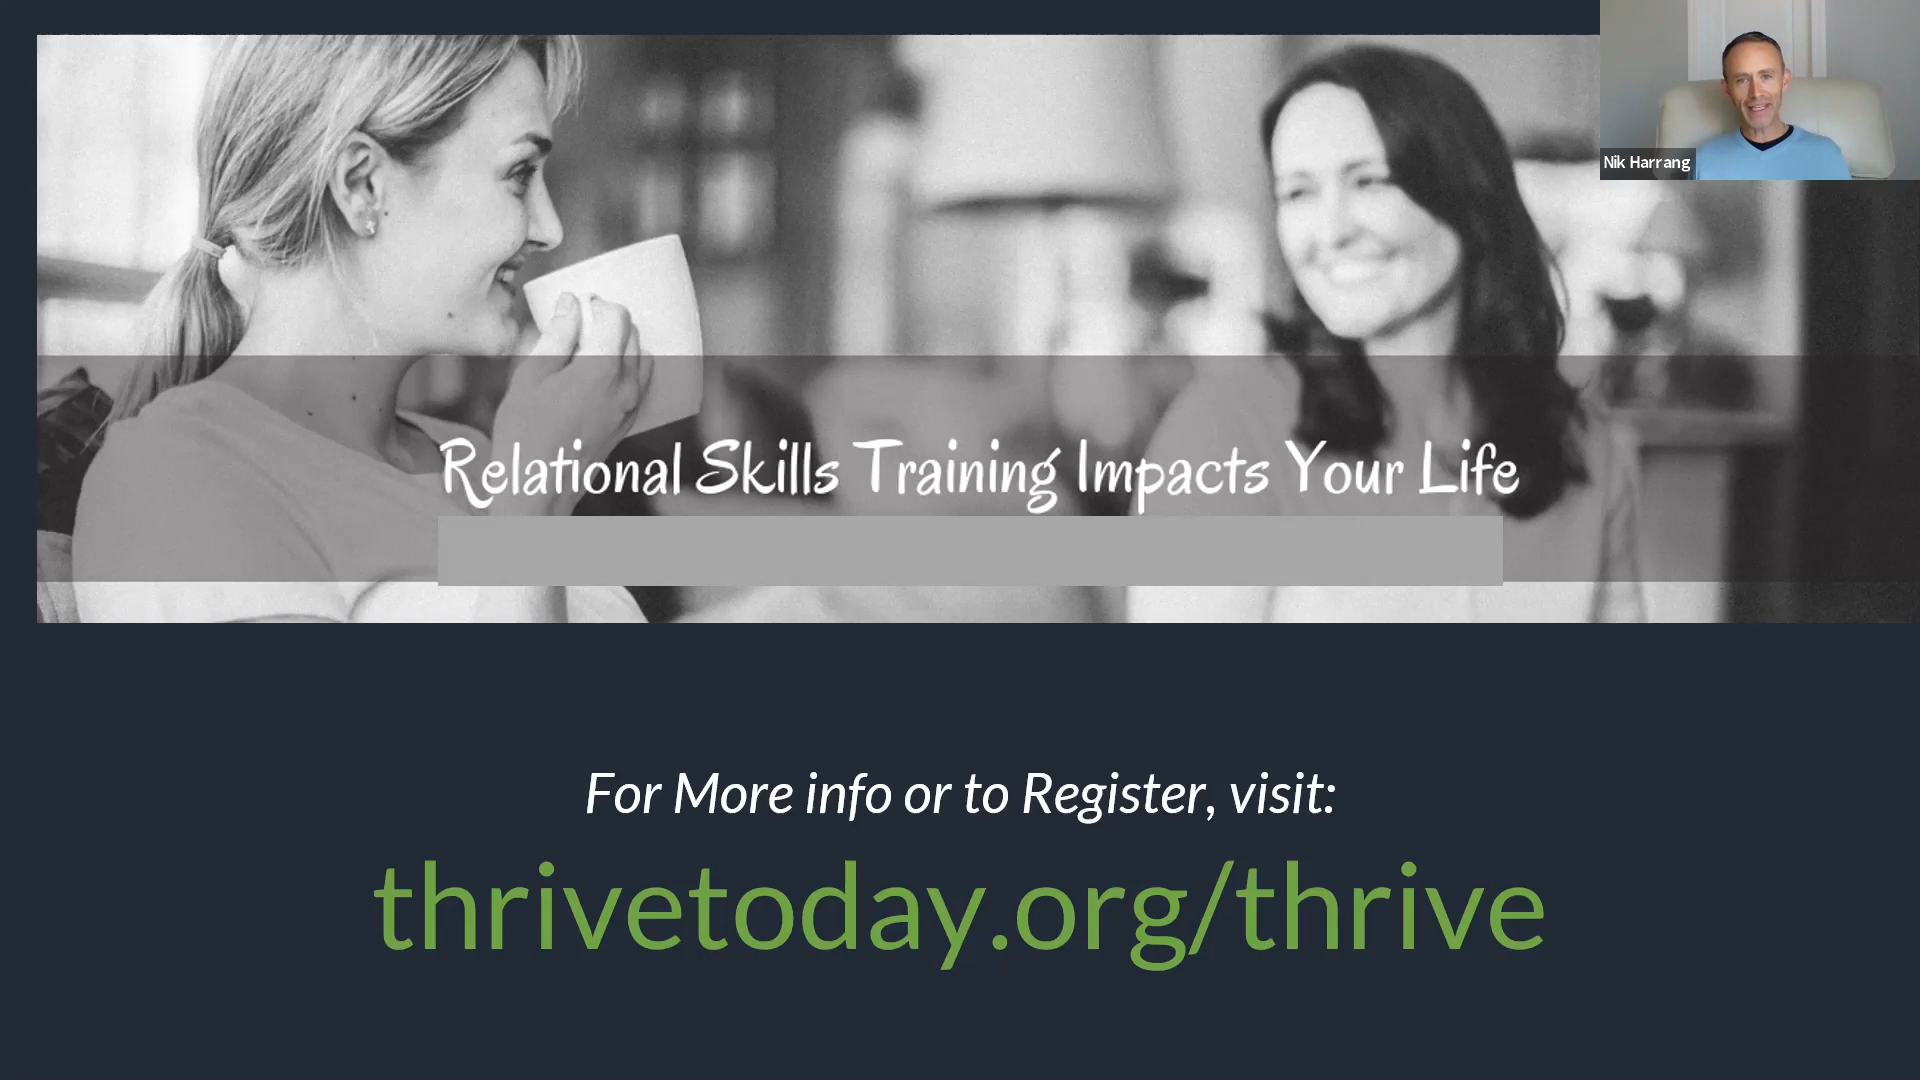 Nik Harrang
Relational Skills Training Impacts Your Life
For More info or to Register, visit:
thrivetoday.org/thrive